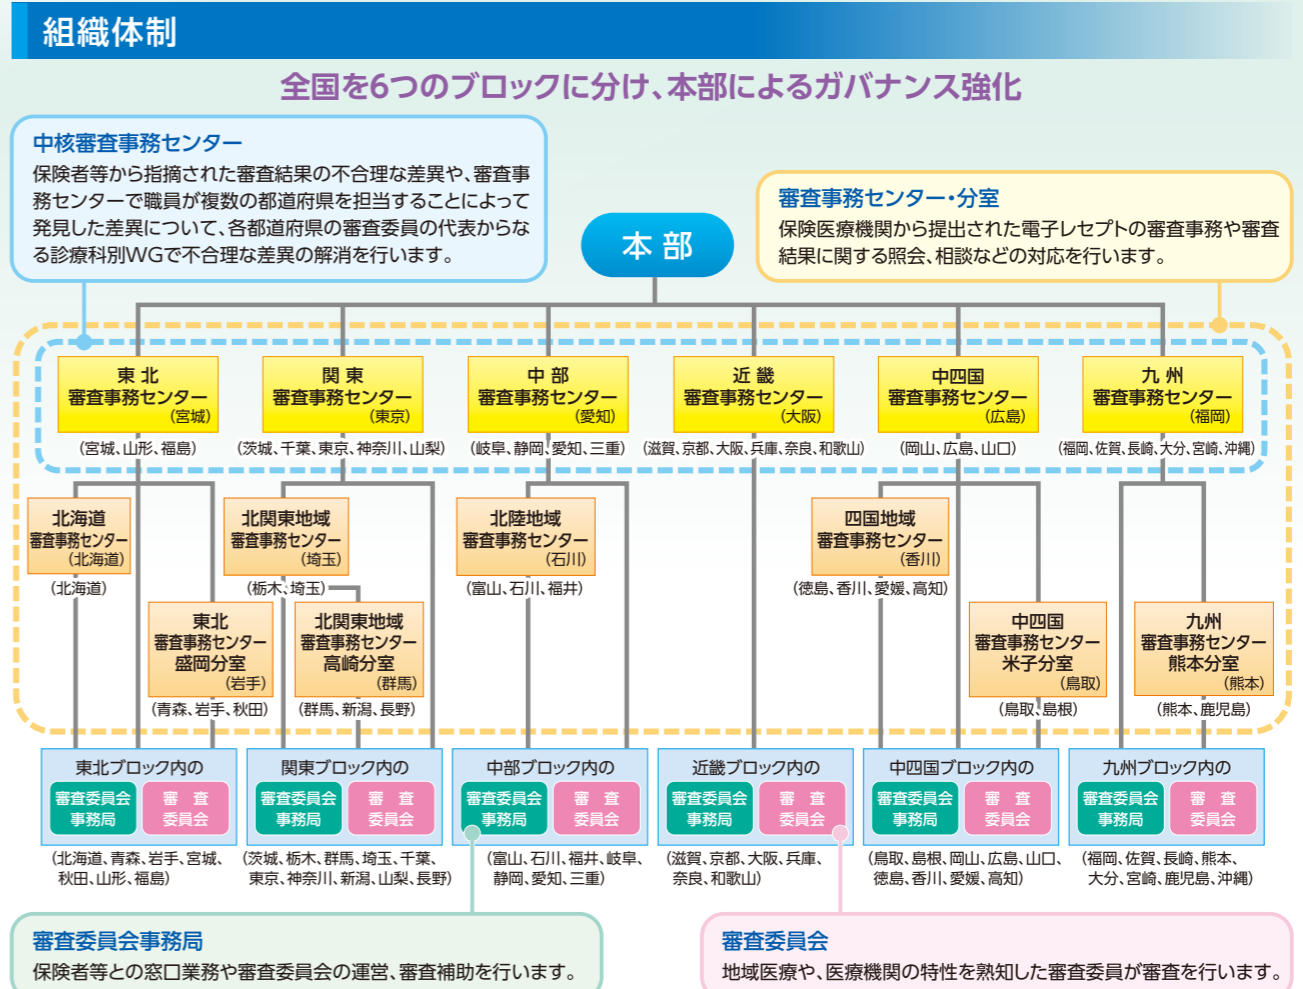 組織体制
全国を6つのブロックに分け、本部によるガバナンス強化
中核審査事務センター
保険者等から指摘された審査結果の不合理な差異や、審査事
務センターで職員が複数の都道府県を担当することによって
発見した差異について、各都道府県の審査委員の代表からな
る診療科別WGで不合理な差異の解消を行います。
審査事務センター・分室
保険医療機関から提出された電子レセプトの審査事務や審査
結果に関する照会、相談などの対応を行います。
本部
東北
審査事務センター
(宮城)
(宮城、山形、福島)
関東
審査事務センター
(東京)
(茨城、千葉、東京、神奈川、山梨)
中部
審査事務センター
(愛知)
(岐阜、静岡、愛知、三重)
近畿
審査事務センター
(大阪)
(滋賀、京都、大阪、兵庫、奈良、和歌山)
中四国
審査事務センター
(広島)
(岡山、広島、山口)
九州
審査事務センター
(福岡)
(福岡、佐賀、長崎、大分、宮崎、沖縄)
北海道
審査事務センター
(北海道)
(北海道)
北関東地域
審査事務センター
(埼玉)
(栃木、埼玉)
北陸地域
審査事務センター
(石川)
(富山、石川、福井)
四国地域
審査事務センター
(香川)
(徳島、香川、愛媛、高知)
東北
審査事務センター
盛岡分室
(岩手)
(青森、岩手、秋田)
北関東地域
審査事務センター
高崎分室
(群馬)
(群馬、新潟、長野)
中四国
審査事務センター
米子分室
(鳥取)
(鳥取、島根)
九州
審査事務センター
熊本分室
(熊本)
(熊本、鹿児島)
東北ブロック内の
審査委員会
事務局
審査
委員会
(北海道、青森、岩手、宮城、
秋田、山形、福島)
関東ブロック内の
審査委員会
事務局
審査
委員会
(茨城、栃木、群馬、埼玉、千葉、
東京、神奈川、新潟、山梨、長野)
中部ブロック内の
審査委員会
事務局
審査
委員会
(富山、石川、福井、岐阜、
静岡、愛知、三重)
近畿ブロック内の
審査委員会
事務局
審査
委員会
(滋賀、京都、大阪、兵庫、
奈良、和歌山)
中四国ブロック内の
審査委員会
事務局
審査
委員会
(鳥取、島根、岡山、広島、山口、
徳島、香川、愛媛、高知)
九州ブロック内の
審査委員会
事務局
審査
委員会
(福岡、佐賀、長崎、熊本、
大分、宮崎、鹿児島、沖縄)
審査委員会事務局
保険者等との窓口業務や審査委員会の運営、審査補助を行います。
審査委員会
地域医療や、医療機関の特性を熟知した審査委員が審査を行います。